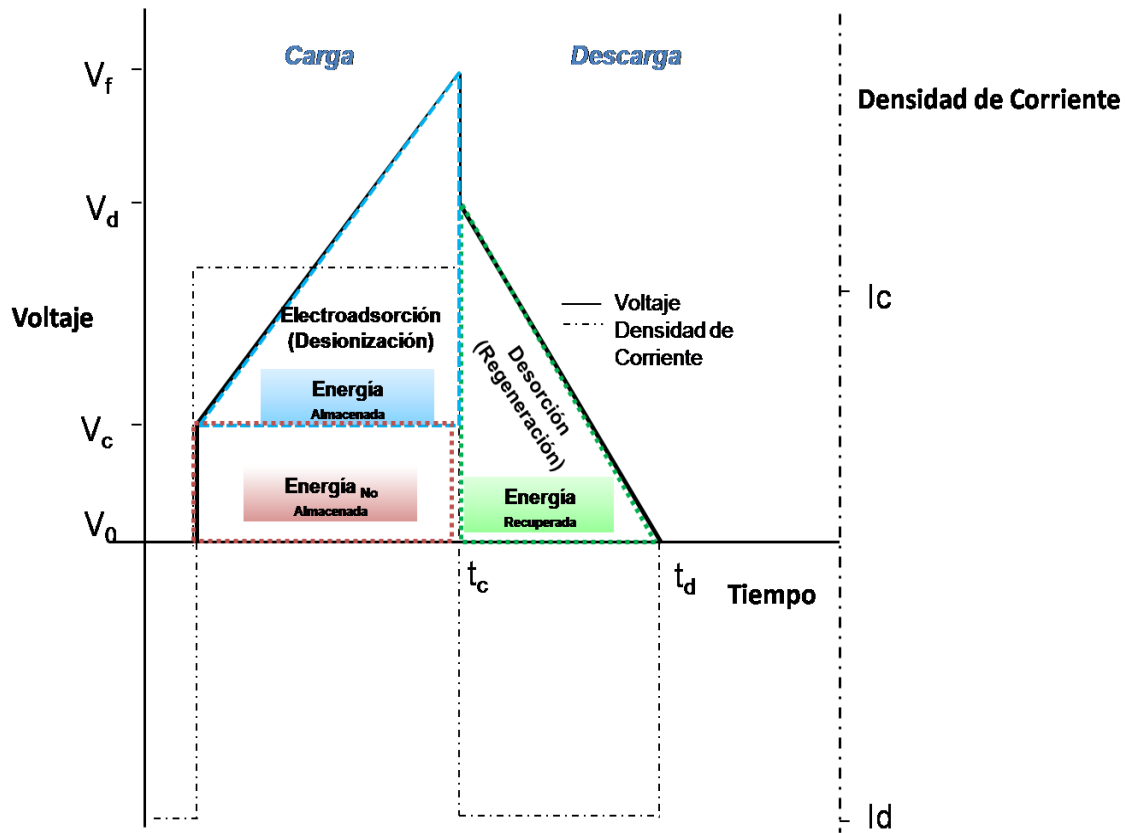 Carga
Descarga
V_f
Densidad de Corriente
V_d
Ic
Voltaje
Voltaje
Densidad de
Corriente
Electroadsorción
(Desionización)
Desorción
(Regeneración)
Energía
Almacenada
V_c
Energía No
Almacenada
Energía
Recuperada
V_0
t_c
t_d
Tiempo
Id